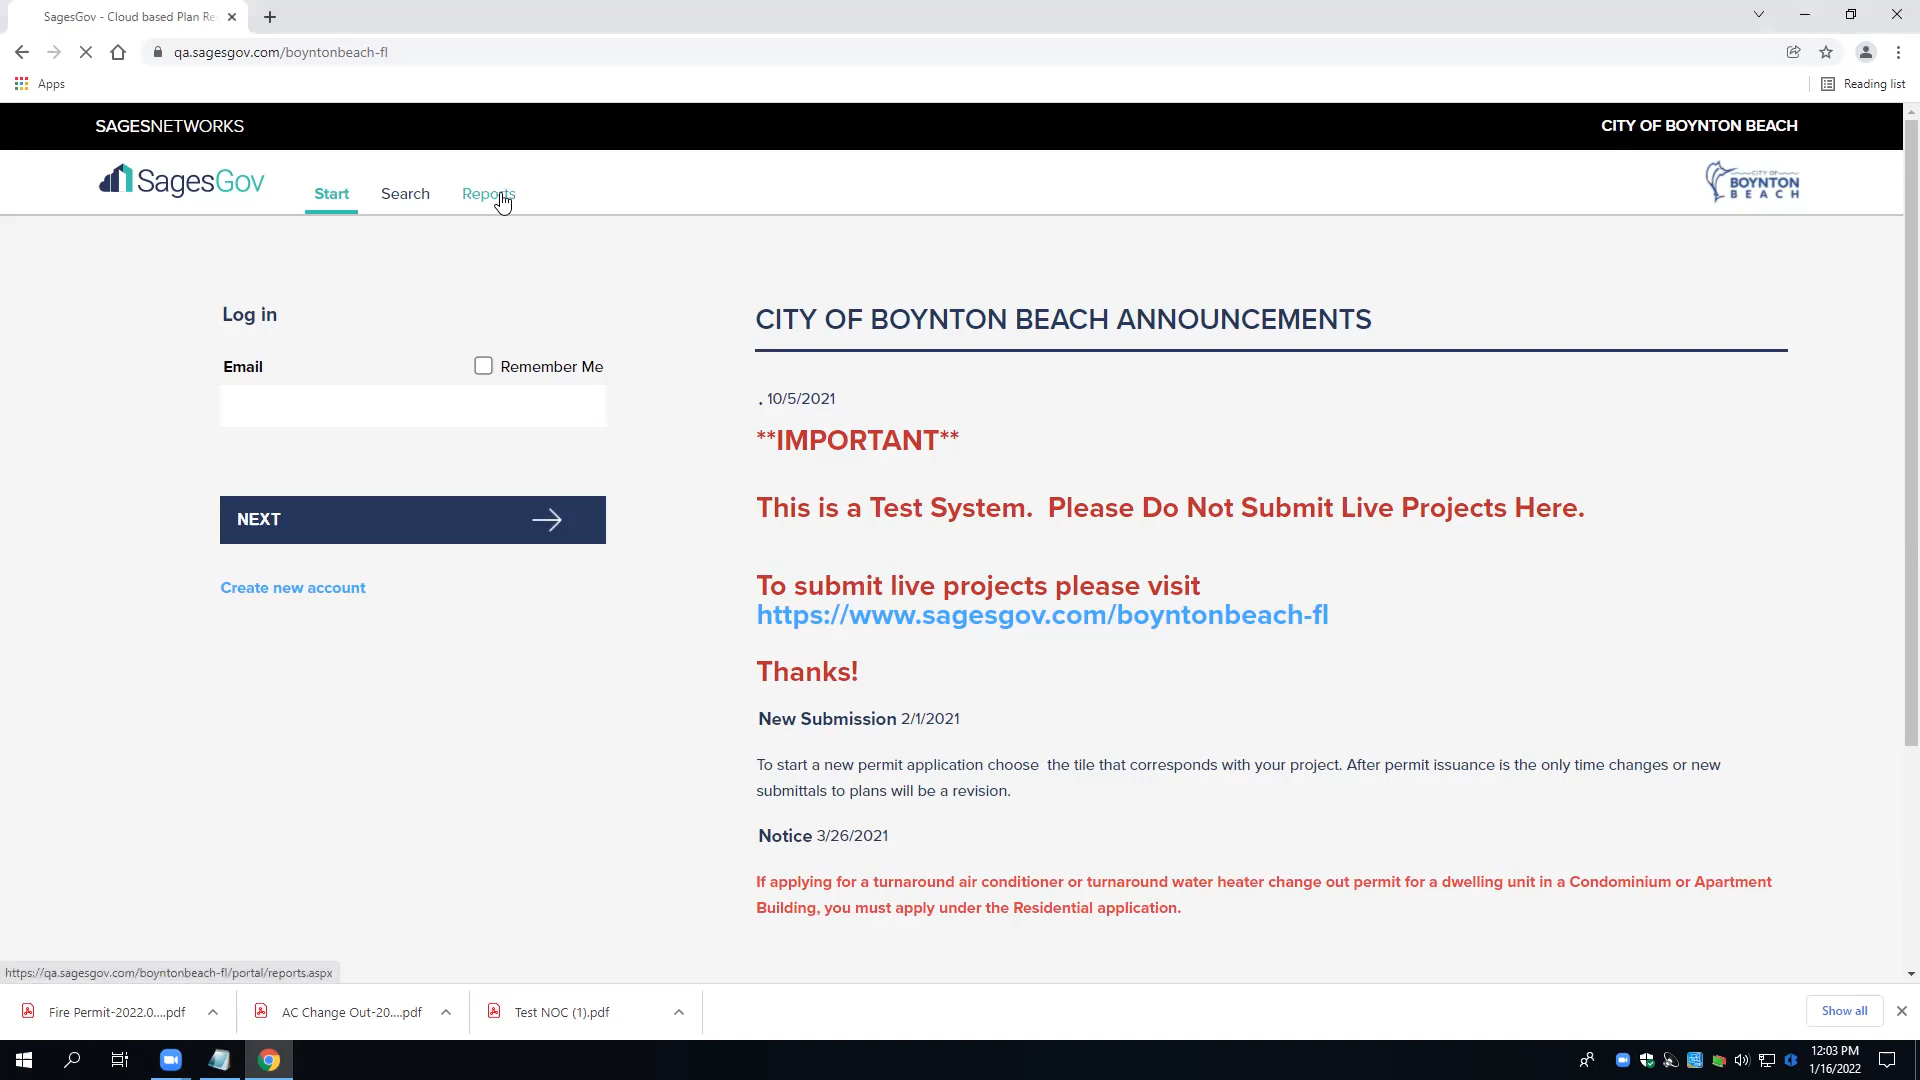 SagesGov - Cloud based Plan Re
qa.sagesgov.com/boyntonbeach-fl
Apps
Reading list
SAGESNETWORKS
CITY OF BOYNTON BEACH
SagesGov
Start
Search
Reports
CITY OF
BOYNTON
BEACH
Log in
CITY OF BOYNTON BEACH ANNOUNCEMENTS
Email
Remember Me
. 10/5/2021
**IMPORTANT**
This is a Test System. Please Do Not Submit Live Projects Here.
NEXT
To submit live projects please visit
https://www.sagesgov.com/boyntonbeach-fl
Create new account
Thanks!
New Submission 2/1/2021
To start a new permit application choose the tile that corresponds with your project. After permit issuance is the only time changes or new
submittals to plans will be a revision.
Notice 3/26/2021
If applying for a turnaround air conditioner or turnaround water heater change out permit for a dwelling unit in a Condominium or Apartment
Building, you must apply under the Residential application.
https://qa.sagesgov.com/boyntonbeach-fl/portal/reports.aspx
Fire Permit-2022.0....pdf
AC Change Out-20....pdf
Test NOC (1).pdf
Show all
12:03 PM
1/16/2022